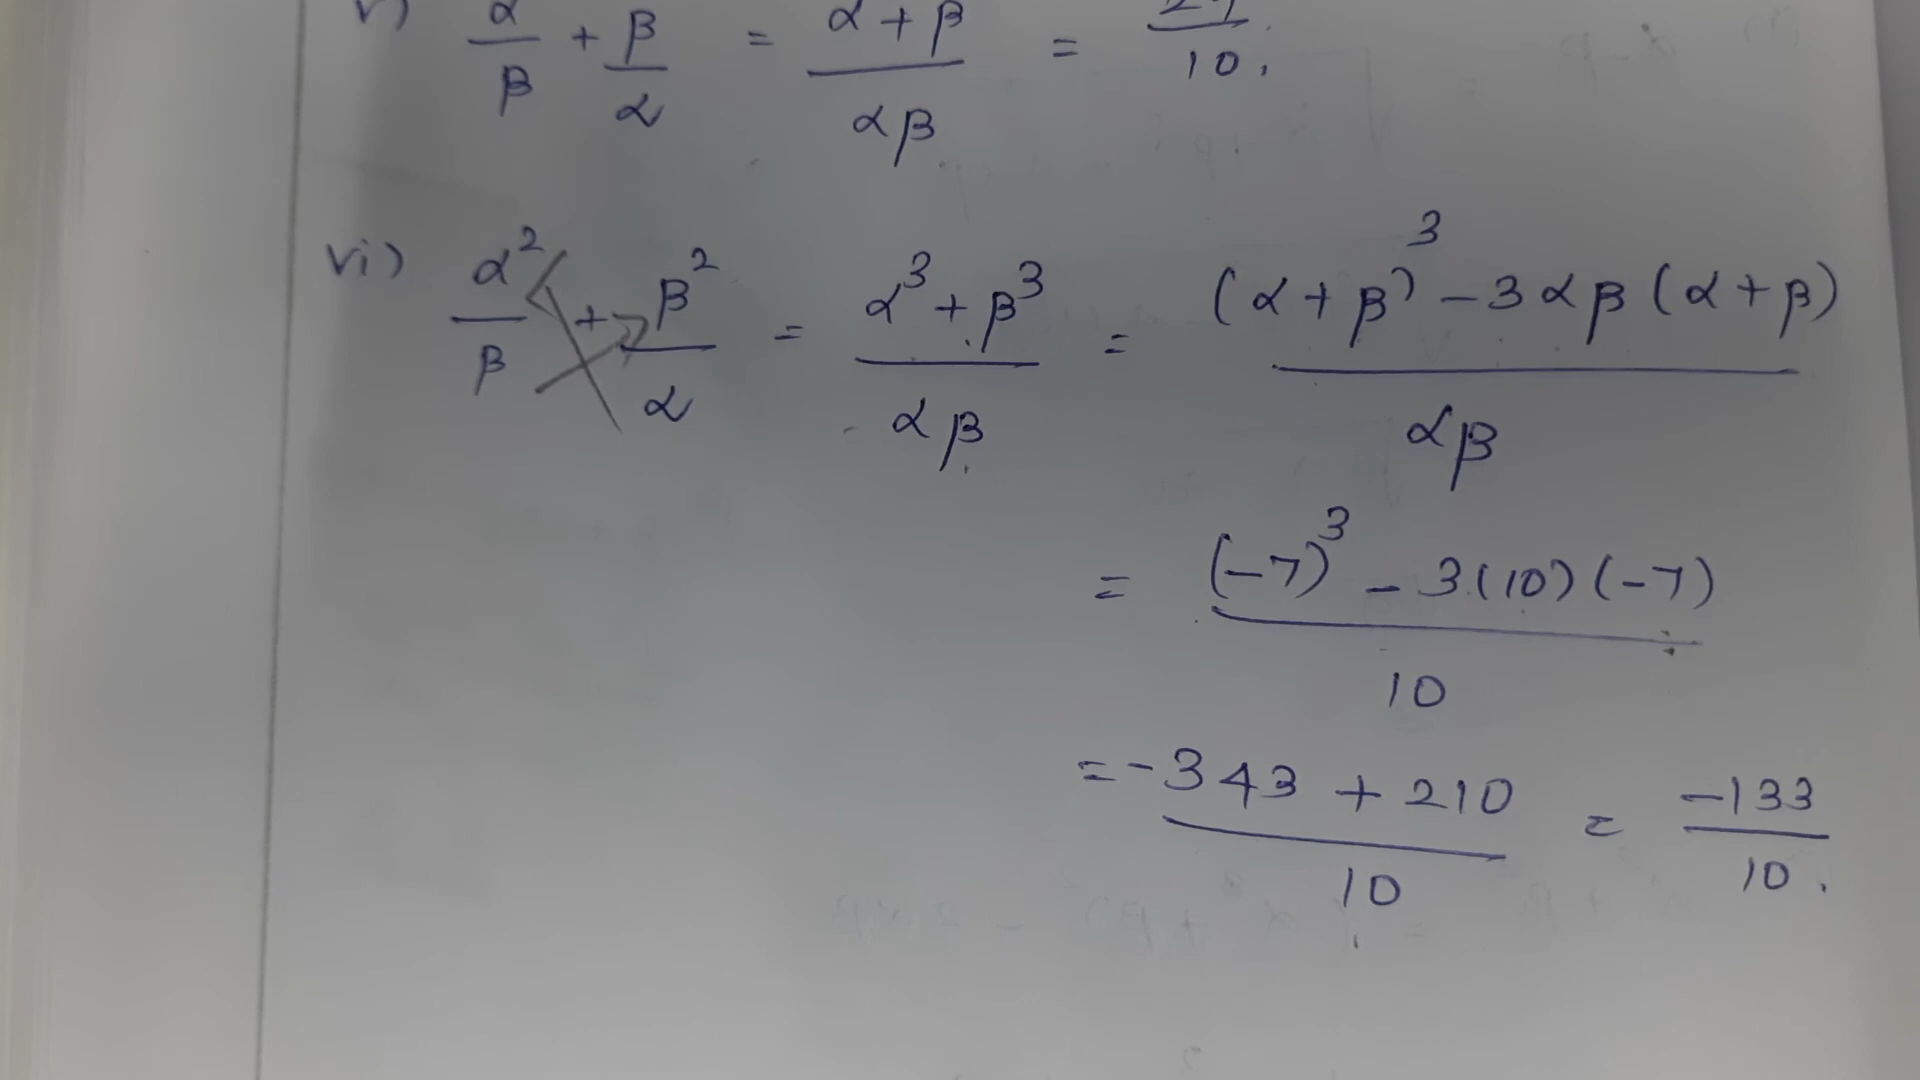 v) α/β + β/α = α + β / αβ = 29/10.
vi) α²/β + β²/α = α³ + β³ / αβ = (α + β)³ - 3αβ(α + β) / αβ
= (-7)³ - 3(10)(-7) / 10
= -343 + 210 / 10 = -133 / 10.